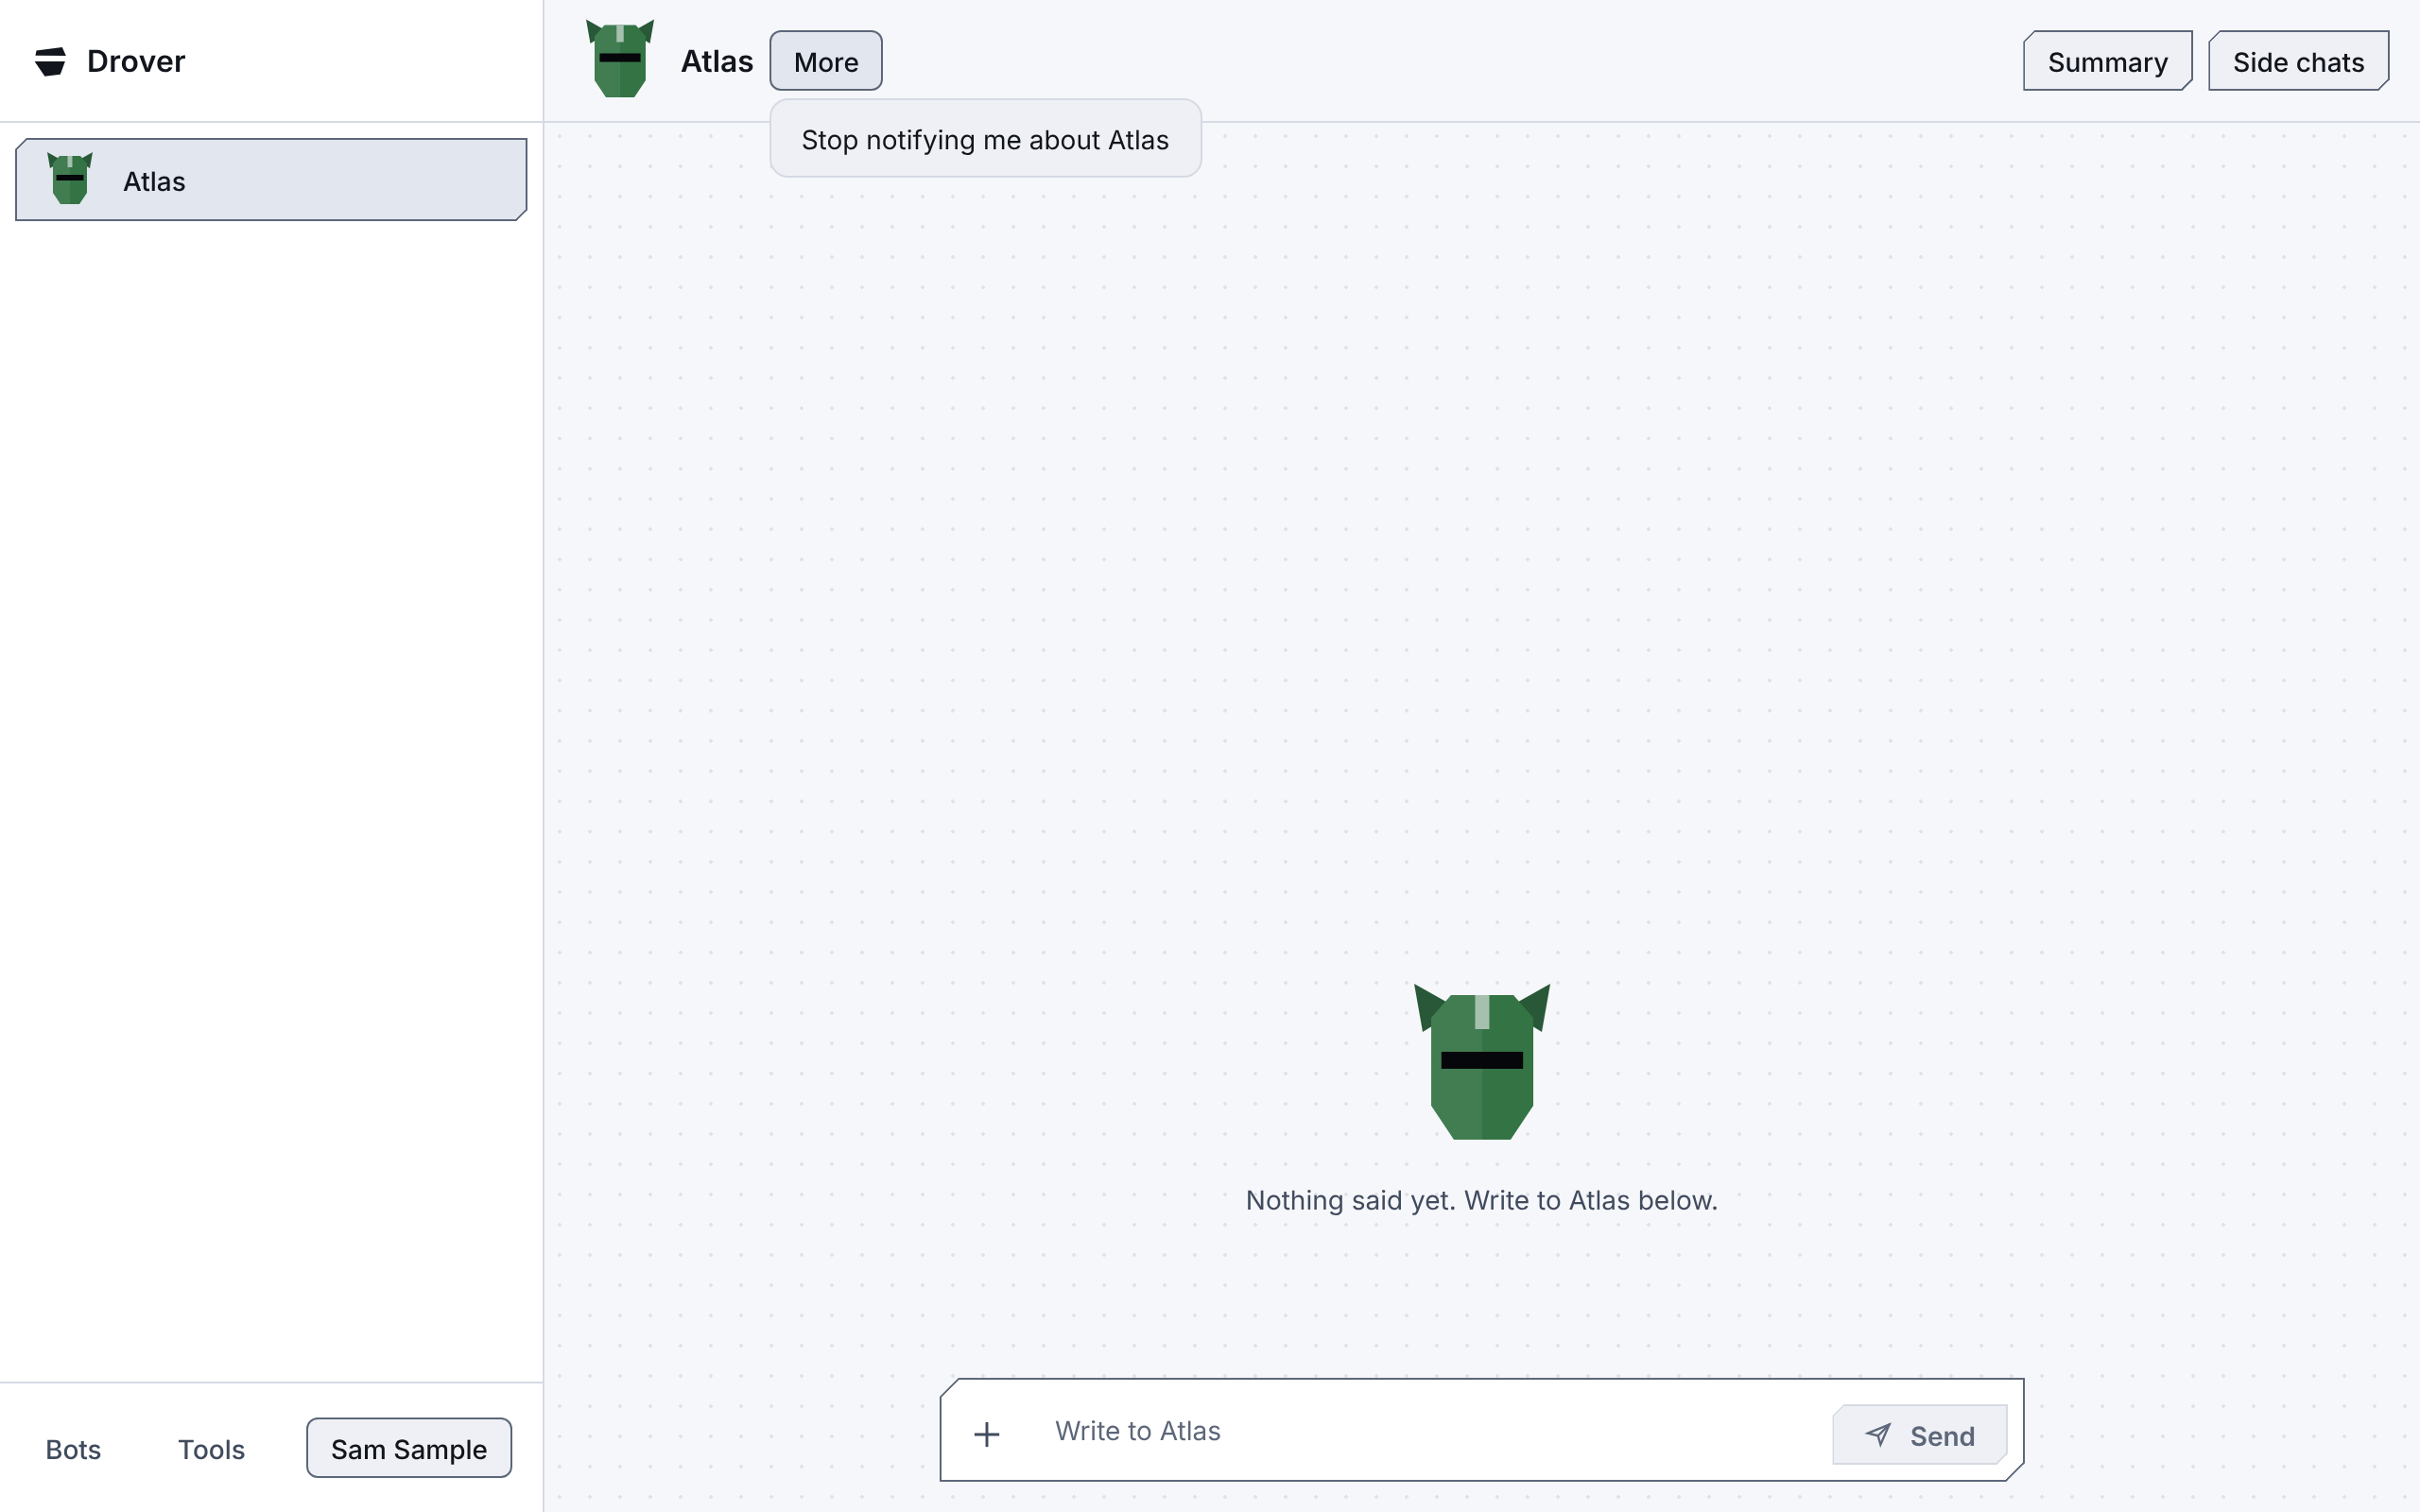 Drover
Atlas
More
Summary
Side chats
Stop notifying me about Atlas
Atlas
Nothing said yet. Write to Atlas below.
Write to Atlas
Send
Bots
Tools
Sam Sample